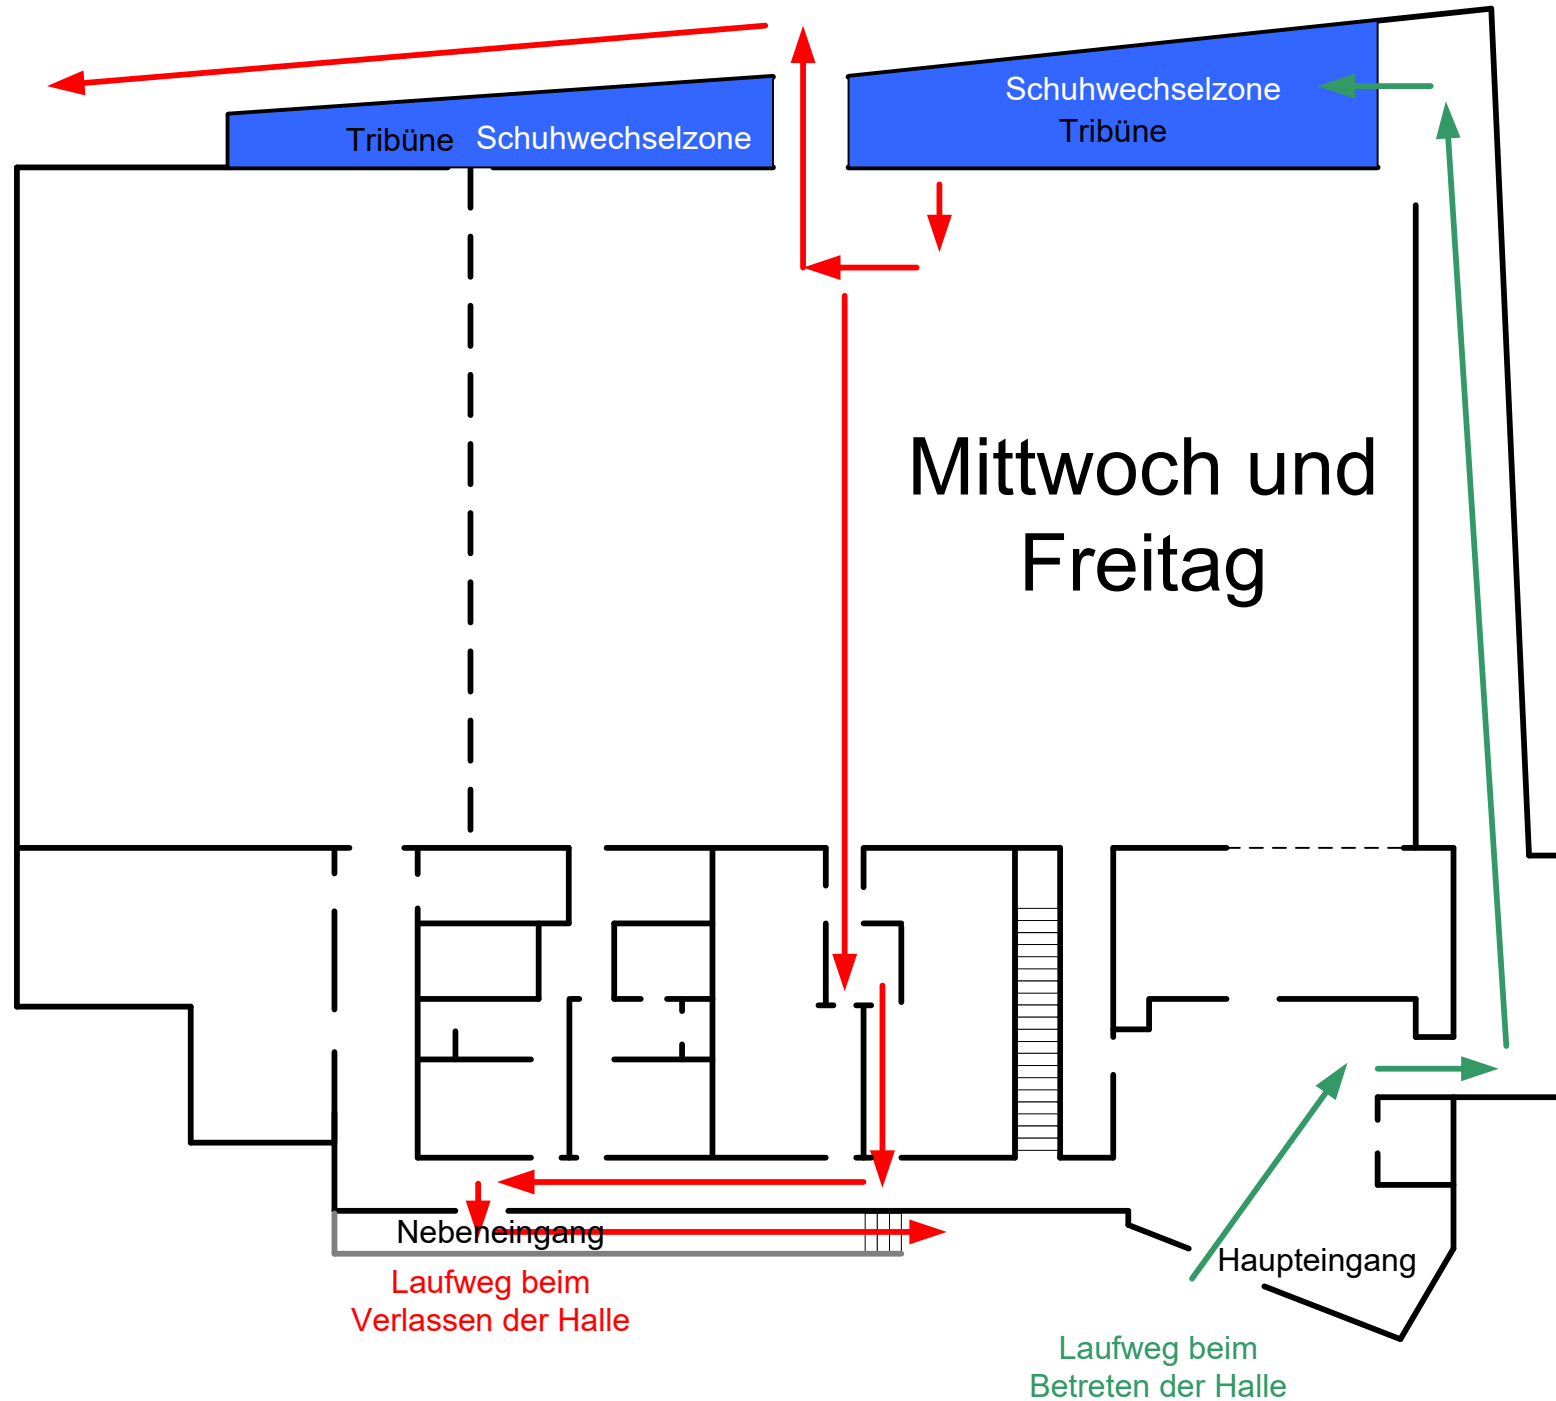 Schuhwechselzone
Tribüne
Tribüne Schuhwechselzone
Mittwoch und
Freitag
Nebeneingang
Haupteingang
Laufweg beim
Verlassen der Halle
Laufweg beim
Betreten der Halle